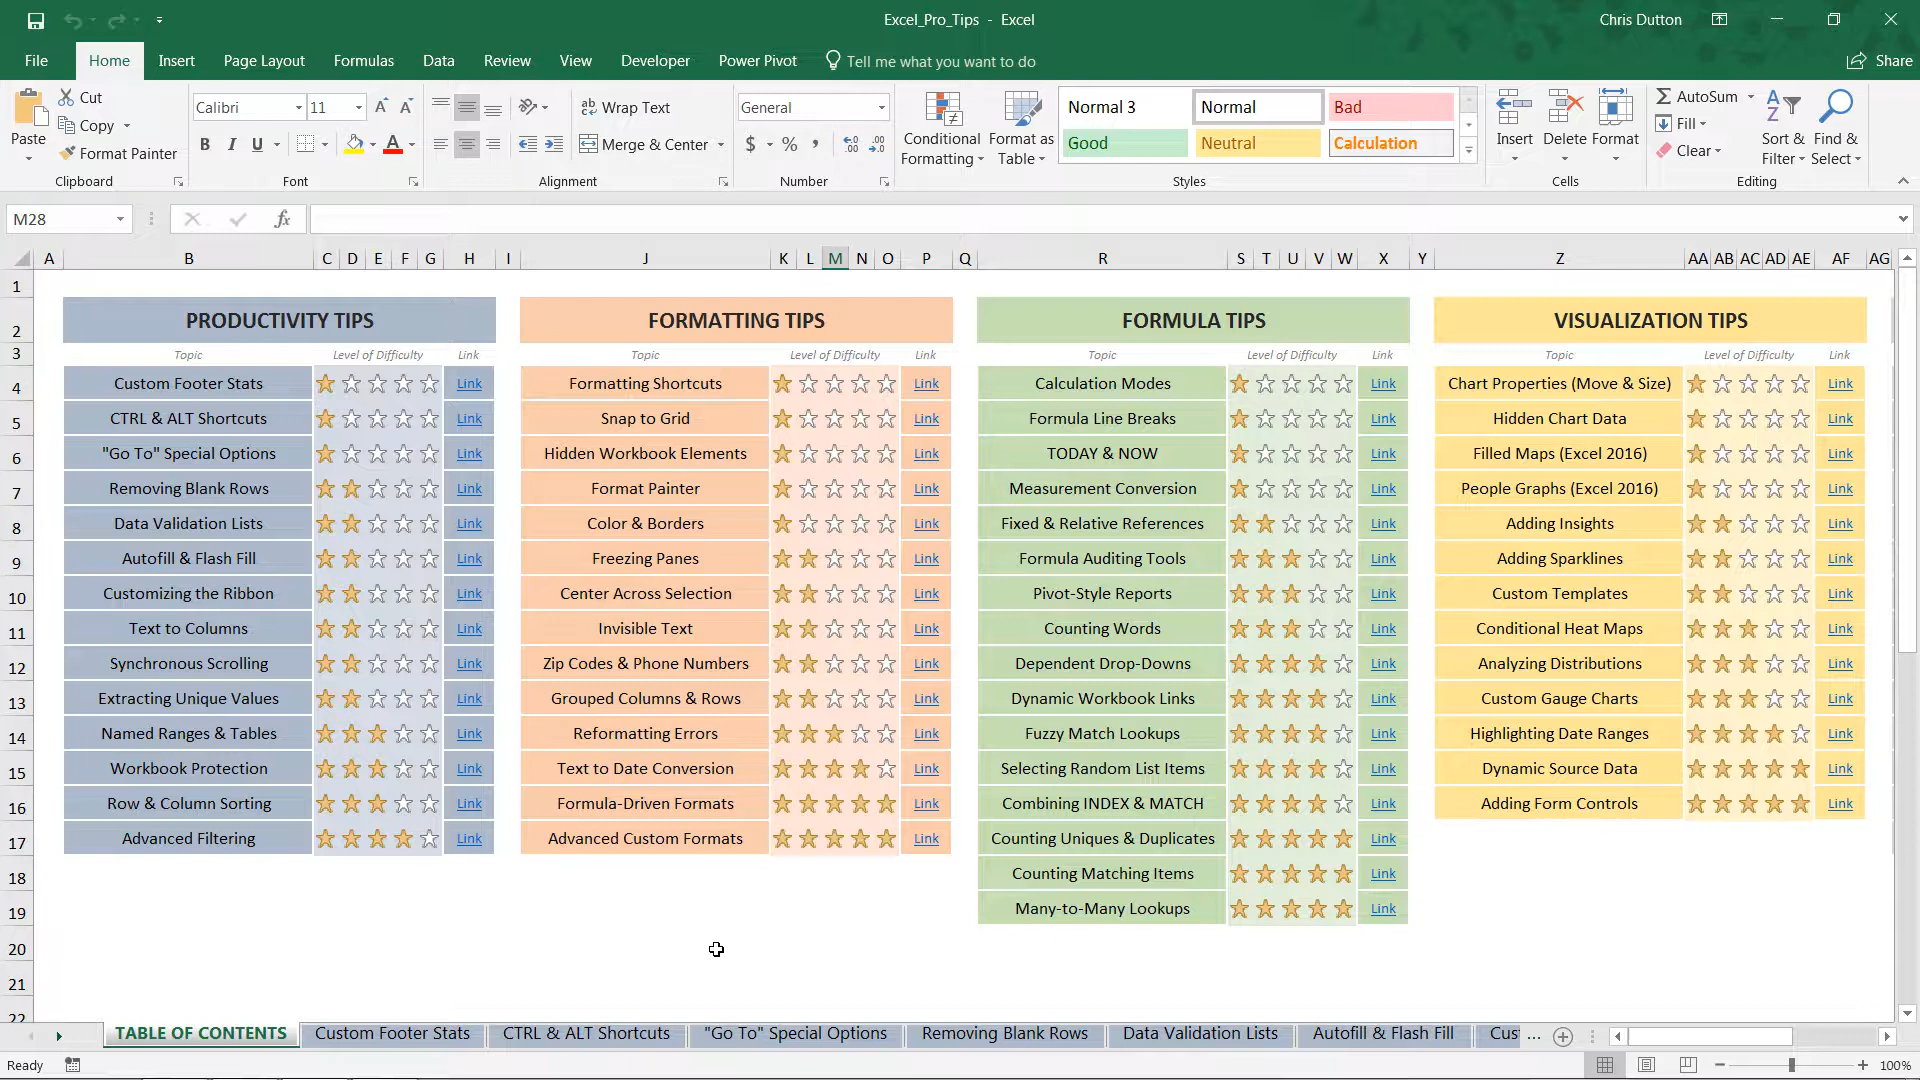 Excel_Pro_Tips - Excel
Chris Dutton
File Home Insert Page Layout Formulas Data Review View Developer Power Pivot Tell me what you want to do Share
Paste
Cut
Copy
Format Painter
Clipboard
Calibri 11
B I U A
Font
Wrap Text
Merge & Center
Alignment
General
$ % ,
Number
Conditional Formatting
Format as Table
Normal 3 Normal Bad
Good Neutral Calculation
Styles
Insert Delete Format
Cells
AutoSum
Fill
Clear
Sort & Filter
Find & Select
Editing
M28 fx
A B C D E F G H I J K L M N O P Q R S T U V W X Y Z AA AB AC AD AE AF AG
1
2 PRODUCTIVITY TIPS FORMATTING TIPS FORMULA TIPS VISUALIZATION TIPS
3 Topic Level of Difficulty Link Topic Level of Difficulty Link Topic Level of Difficulty Link Topic Level of Difficulty Link
4 Custom Footer Stats Link Formatting Shortcuts Link Calculation Modes Link Chart Properties (Move & Size) Link
5 CTRL & ALT Shortcuts Link Snap to Grid Link Formula Line Breaks Link Hidden Chart Data Link
6 "Go To" Special Options Link Hidden Workbook Elements Link TODAY & NOW Link Filled Maps (Excel 2016) Link
7 Removing Blank Rows Link Format Painter Link Measurement Conversion Link People Graphs (Excel 2016) Link
8 Data Validation Lists Link Color & Borders Link Fixed & Relative References Link Adding Insights Link
9 Autofill & Flash Fill Link Freezing Panes Link Formula Auditing Tools Link Adding Sparklines Link
10 Customizing the Ribbon Link Center Across Selection Link Pivot-Style Reports Link Custom Templates Link
11 Text to Columns Link Invisible Text Link Counting Words Link Conditional Heat Maps Link
12 Synchronous Scrolling Link Zip Codes & Phone Numbers Link Dependent Drop-Downs Link Analyzing Distributions Link
13 Extracting Unique Values Link Grouped Columns & Rows Link Dynamic Workbook Links Link Custom Gauge Charts Link
14 Named Ranges & Tables Link Reformatting Errors Link Fuzzy Match Lookups Link Highlighting Date Ranges Link
15 Workbook Protection Link Text to Date Conversion Link Selecting Random List Items Link Dynamic Source Data Link
16 Row & Column Sorting Link Formula-Driven Formats Link Combining INDEX & MATCH Link Adding Form Controls Link
17 Advanced Filtering Link Advanced Custom Formats Link Counting Uniques & Duplicates Link
18 Counting Matching Items Link
19 Many-to-Many Lookups Link
20
21
22
TABLE OF CONTENTS Custom Footer Stats CTRL & ALT Shortcuts "Go To" Special Options Removing Blank Rows Data Validation Lists Autofill & Flash Fill Cus ...
Ready 100%